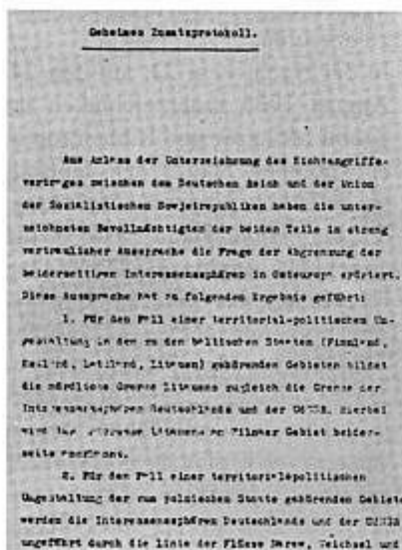 Geheimes Zusatzprotokoll.
Aus Anlass der Unterzeichnung des Nichtangriffs-
vertrages zwischen dem Deutschen Reich und der Union
der Sozialistischen Sowjetrepubliken haben die unter-
zeichneten Bevollmächtigten der beiden Teile in streng
vertraulicher Aussprache die Frage der Abgrenzung der
beiderseitigen Interessensphären in Osteuropa erörtert.
Diese Aussprache hat zu folgendem Ergebnis geführt:
1. Für den Fall einer territorial-politischen Um-
gestaltung in den zu den baltischen Staaten (Finnland,
Estland, Lettland, Litauen) gehörenden Gebieten bildet
die nördliche Grenze Litauens zugleich die Grenze der
Interessensphären Deutschlands und der UdSSR. Hierbei
wird das Interesse Litauens am Wilnaer Gebiet beider-
seits anerkannt.
2. Für den Fall einer territorial-politischen
Umgestaltung der zum polnischen Staate gehörenden Gebiete
werden die Interessensphären Deutschlands und der UdSSR
ungefähr durch die Linie der Flüsse Narew, Weichsel und